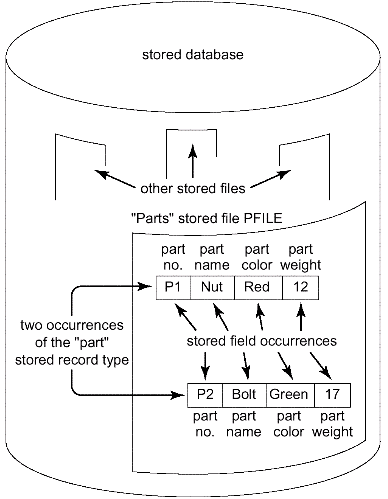 stored database
other stored files
"Parts" stored file PFILE
part part part part
no. name color weight
P1 Nut Red 12
two occurrences
of the "part"
stored record type
stored field occurrences
P2 Bolt Green 17
part part part part
no. name color weight